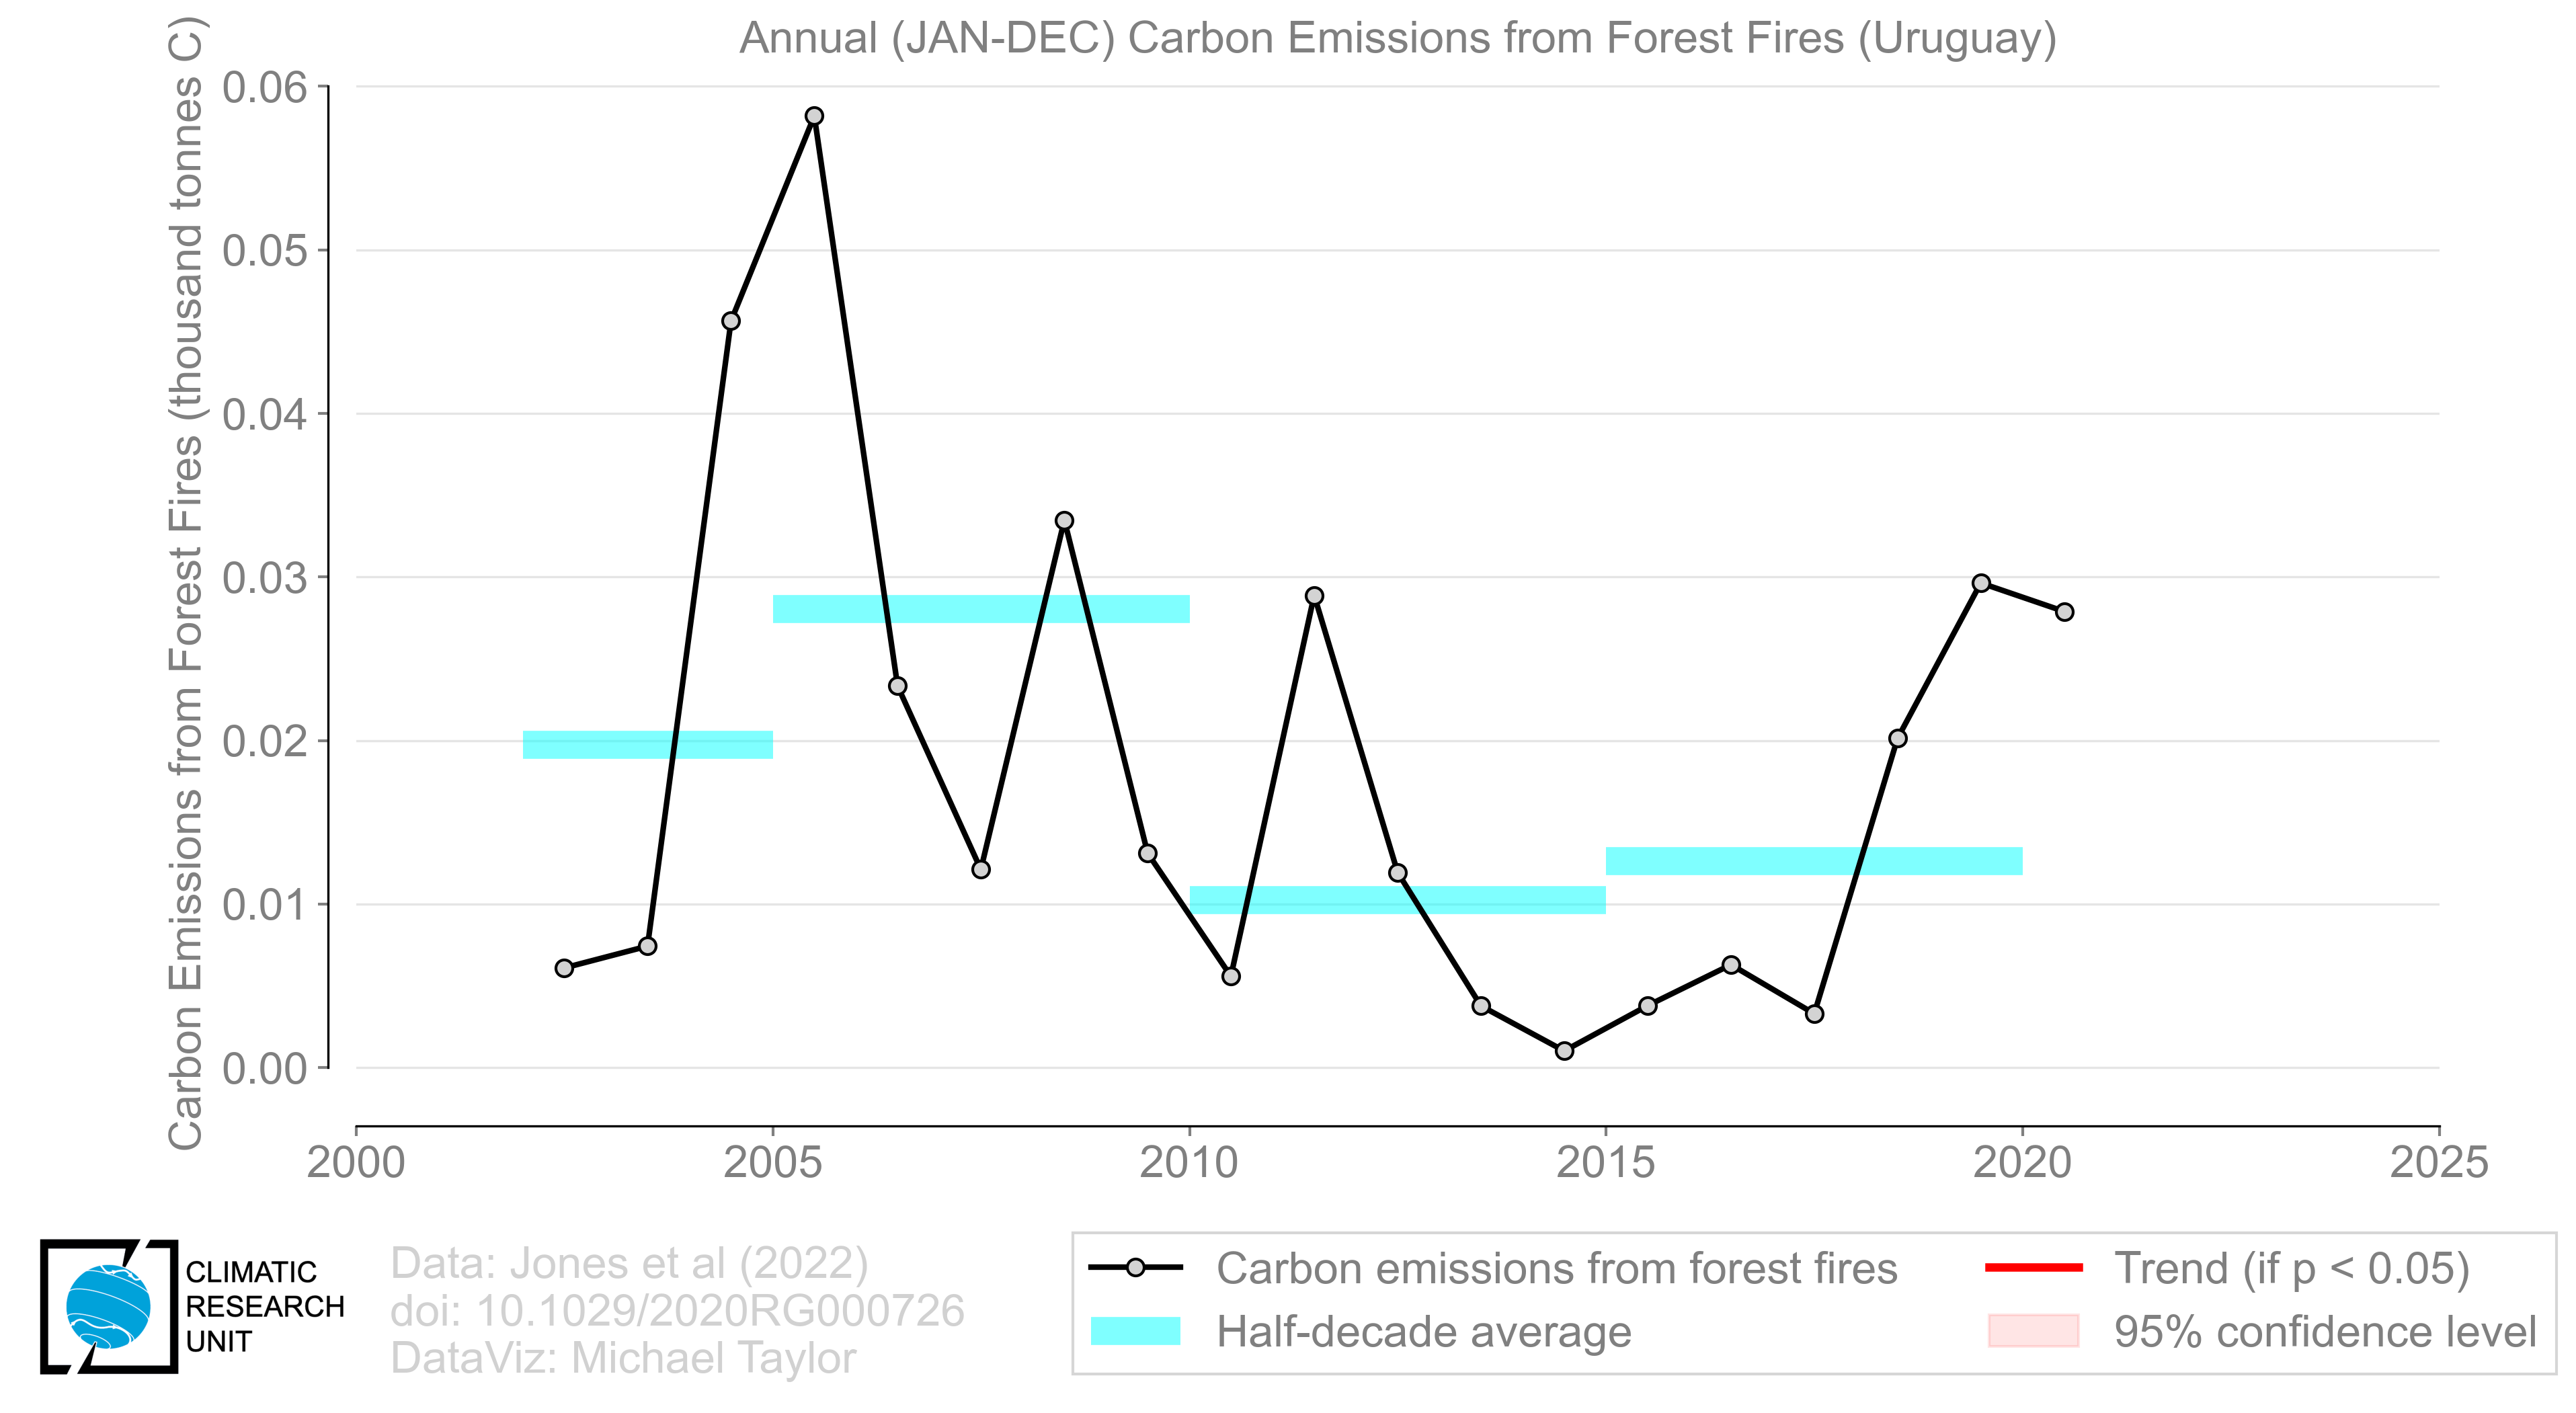 Annual (JAN-DEC) Carbon Emissions from Forest Fires (Uruguay)
Carbon Emissions from Forest Fires (thousand tonnes C)
0.06
0.05
0.04
0.03
0.02
0.01
0.00
2000
2005
2010
2015
2020
2025
CLIMATIC
RESEARCH
UNIT
Data: Jones et al (2022)
doi: 10.1029/2020RG000726
DataViz: Michael Taylor
Carbon emissions from forest fires
Half-decade average
Trend (if p < 0.05)
95% confidence level